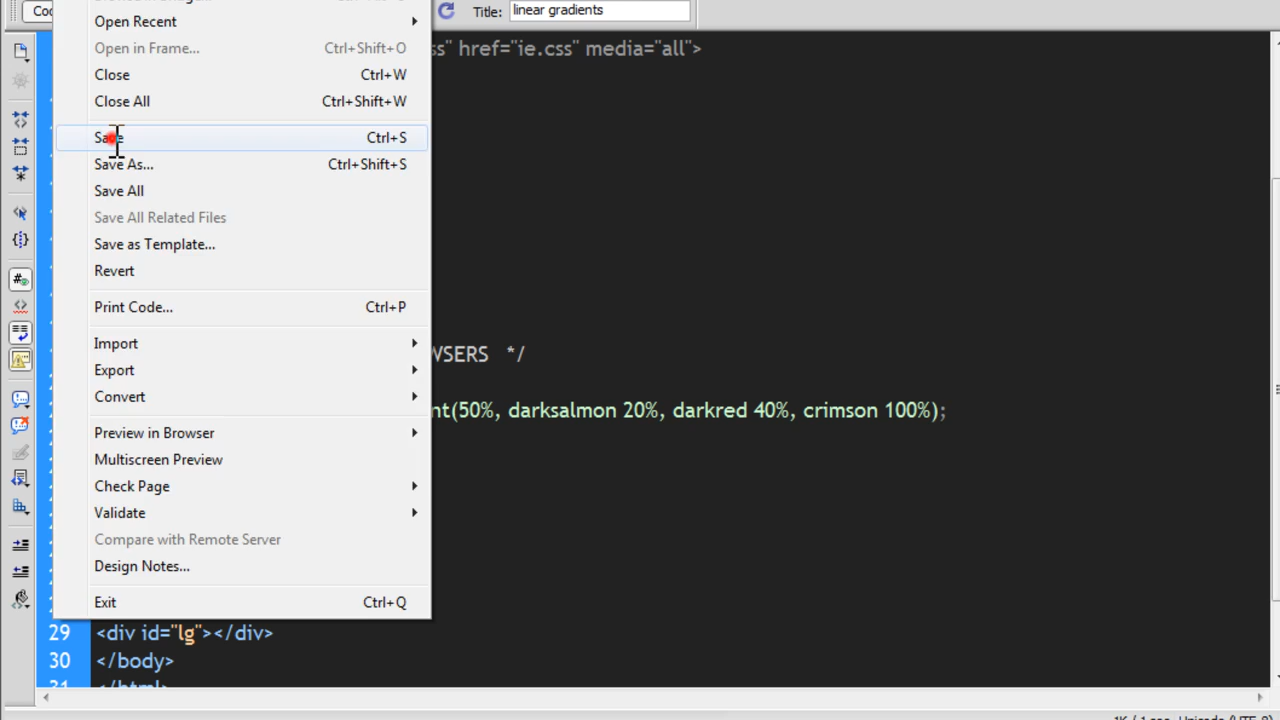 Title: linear gradients
Open Recent
Open in Frame... Ctrl+Shift+O
ss" href="ie.css" media="all">
Close Ctrl+W
Close All Ctrl+Shift+W
Save Ctrl+S
Save As... Ctrl+Shift+S
Save All
Save All Related Files
Save as Template...
Revert
Print Code... Ctrl+P
Import
WSERS */
Export
Convert
nt(50%, darksalmon 20%, darkred 40%, crimson 100%);
Preview in Browser
Multiscreen Preview
Check Page
Validate
Compare with Remote Server
Design Notes...
Exit Ctrl+Q
29 <div id="lg"></div>
30 </body>
31 </html>